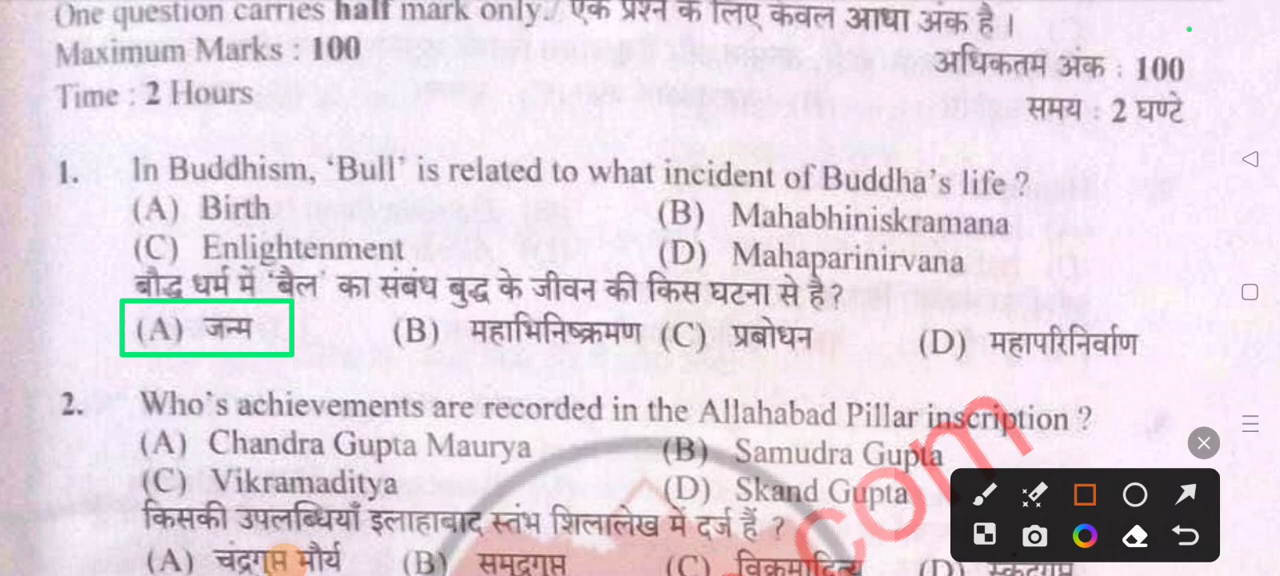 One question carries half mark only. / एक प्रश्न के लिए केवल आधा अंक है।
Maximum Marks : 100
अधिकतम अंक : 100
Time : 2 Hours
समय : 2 घण्टे
1. In Buddhism, ‘Bull’ is related to what incident of Buddha’s life ?
(A) Birth (B) Mahabhiniskramana
(C) Enlightenment (D) Mahaparinirvana
बौद्ध धर्म में ‘बैल’ का संबंध बुद्ध के जीवन की किस घटना से है?
(A) जन्म (B) महाभिनिष्क्रमण (C) प्रबोधन (D) महापरिनिर्वाण
2. Who’s achievements are recorded in the Allahabad Pillar inscription ?
(A) Chandra Gupta Maurya (B) Samudra Gupta
(C) Vikramaditya (D) Skand Gupta
किसकी उपलब्धियाँ इलाहाबाद स्तंभ शिलालेख में दर्ज हैं ?
(A) चंद्रगुप्त मौर्य (B) समुद्रगुप्त (C) विक्रमादित्य (D) स्कंदगुप्त
com